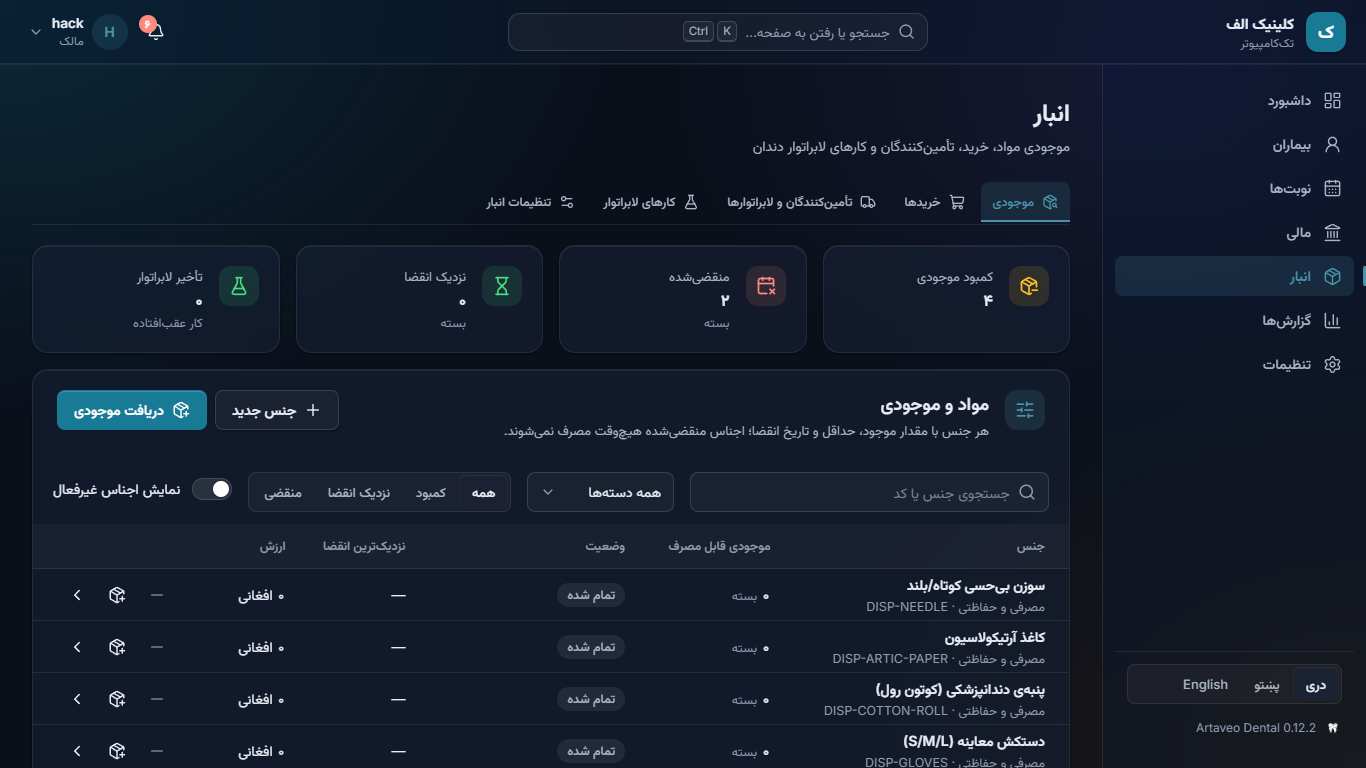 کلینیک الف
تک‌کامپیوتر
جستجو یا رفتن به صفحه...
Ctrl K
۶
H
hack
مالک
ک
داشبورد
بیماران
نوبت‌ها
مالی
انبار
گزارش‌ها
تنظیمات
دری پښتو English
Artaveo Dental 0.12.2
انبار
موجودی مواد، خرید، تأمین‌کنندگان و کارهای لابراتوار دندان
موجودی خریدها تأمین‌کنندگان و لابراتوارها کارهای لابراتوار تنظیمات انبار
کمبود موجودی
۴
منقضی‌شده
۲
بسته
نزدیک انقضا
۰
بسته
تأخیر لابراتوار
۰
کار عقب‌افتاده
مواد و موجودی
هر جنس با مقدار موجود، حداقل و تاریخ انقضا؛ اجناس منقضی‌شده هیچ‌وقت مصرف نمی‌شوند.
جنس جدید
دریافت موجودی
جستجوی جنس یا کد
همه دسته‌ها
همه کمبود نزدیک انقضا منقضی
نمایش اجناس غیرفعال
جنس موجودی قابل مصرف وضعیت نزدیک‌ترین انقضا ارزش
سوزن بی‌حسی کوتاه/بلند
مصرفی و حفاظتی · DISP-NEEDLE
۰ بسته تمام شده — ۰ افغانی —
کاغذ آرتیکولاسیون
مصرفی و حفاظتی · DISP-ARTIC-PAPER
۰ بسته تمام شده — ۰ افغانی —
پنبه‌ی دندانپزشکی (کوتون رول)
مصرفی و حفاظتی · DISP-COTTON-ROLL
۰ بسته تمام شده — ۰ افغانی —
دستکش معاینه (S/M/L)
مصرفی و حفاظتی · DISP-GLOVES
۰ بسته تمام شده — ۰ افغانی —